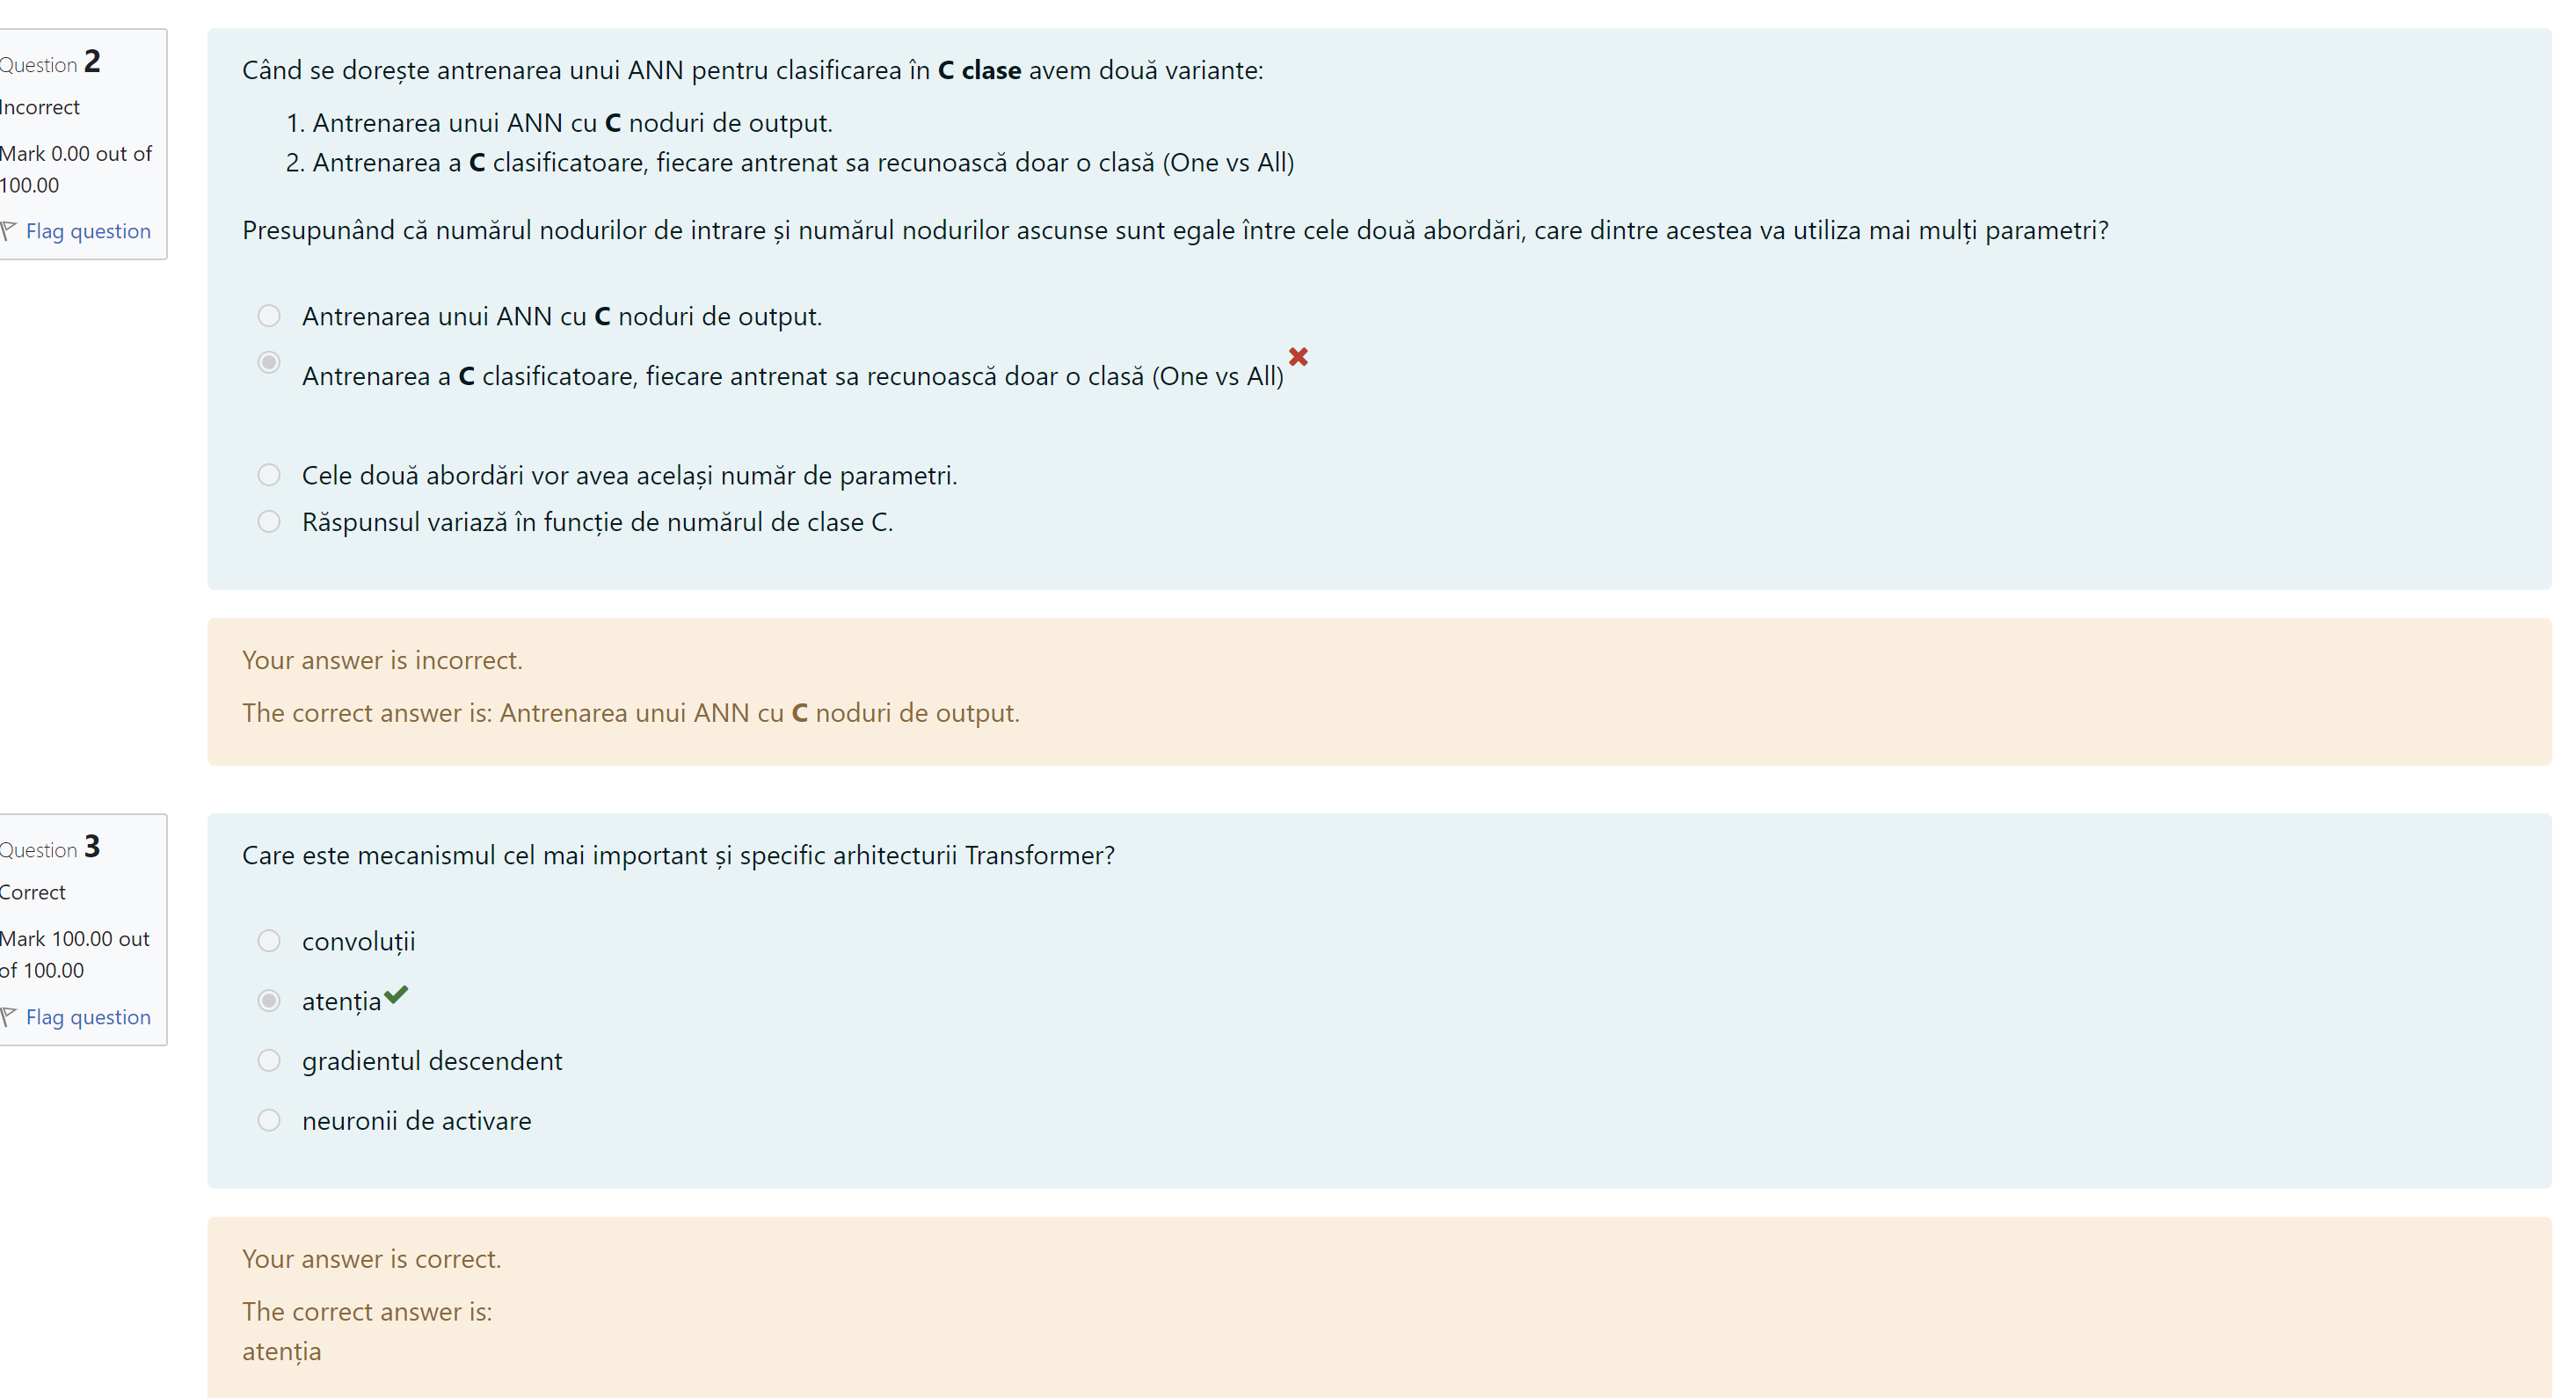 Question 2
Incorrect
Mark 0.00 out of
100.00
Flag question
Când se dorește antrenarea unui ANN pentru clasificarea în C clase avem două variante:
1. Antrenarea unui ANN cu C noduri de output.
2. Antrenarea a C clasificatoare, fiecare antrenat sa recunoască doar o clasă (One vs All)
Presupunând că numărul nodurilor de intrare și numărul nodurilor ascunse sunt egale între cele două abordări, care dintre acestea va utiliza mai mulți parametri?
Antrenarea unui ANN cu C noduri de output.
Antrenarea a C clasificatoare, fiecare antrenat sa recunoască doar o clasă (One vs All)
Cele două abordări vor avea același număr de parametri.
Răspunsul variază în funcție de numărul de clase C.
Your answer is incorrect.
The correct answer is: Antrenarea unui ANN cu C noduri de output.
Question 3
Correct
Mark 100.00 out
of 100.00
Flag question
Care este mecanismul cel mai important și specific arhitecturii Transformer?
convoluții
atenția
gradientul descendent
neuronii de activare
Your answer is correct.
The correct answer is:
atenția